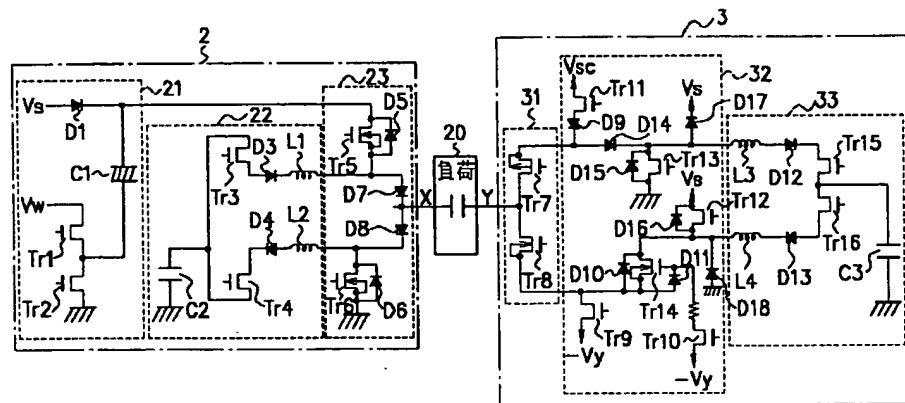 2
3
21
22
23
Vs
D1
C1
Vw
Tr1
Tr2
C2
Tr3
D3
L1
D4
L2
Tr4
Tr5
D5
D7
D8
Tr6
D6
X
20
負荷
Y
31
Tr7
Tr8
32
Vsc
Tr11
D9
D14
Vs
D17
D15
Tr13
Vs
Tr12
D16
D10
D11
Tr14
D18
Tr9
-Vy
Tr10
-Vy
33
L3
D12
Tr15
L4
D13
Tr16
C3